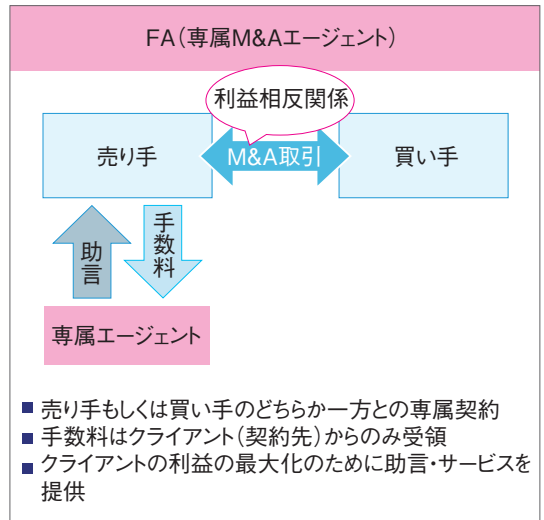 FA（専属M&Aエージェント）
利益相反関係
売り手
M&A取引
買い手
助言
手数料
専属エージェント
■ 売り手もしくは買い手のどちらか一方との専属契約
■ 手数料はクライアント（契約先）からのみ受領
■ クライアントの利益の最大化のために助言・サービスを
提供